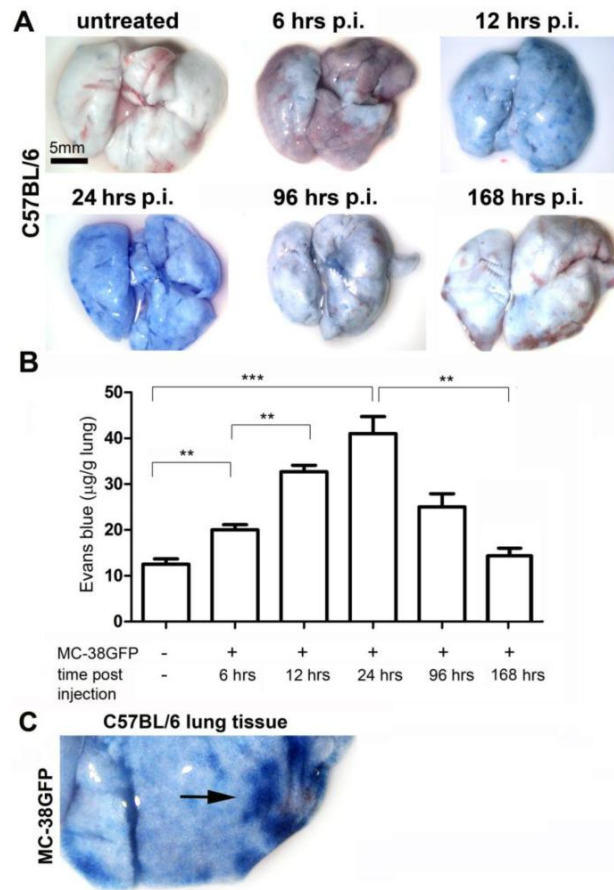 A
untreated
6 hrs p.i.
12 hrs p.i.
5mm
C57BL/6
24 hrs p.i.
96 hrs p.i.
168 hrs p.i.
B
*** **
** **
50
40
30
20
10
0
Evans blue (µg/g lung)
MC-38GFP - + + + + +
time post injection - 6 hrs 12 hrs 24 hrs 96 hrs 168 hrs
C
C57BL/6 lung tissue
MC-38GFP